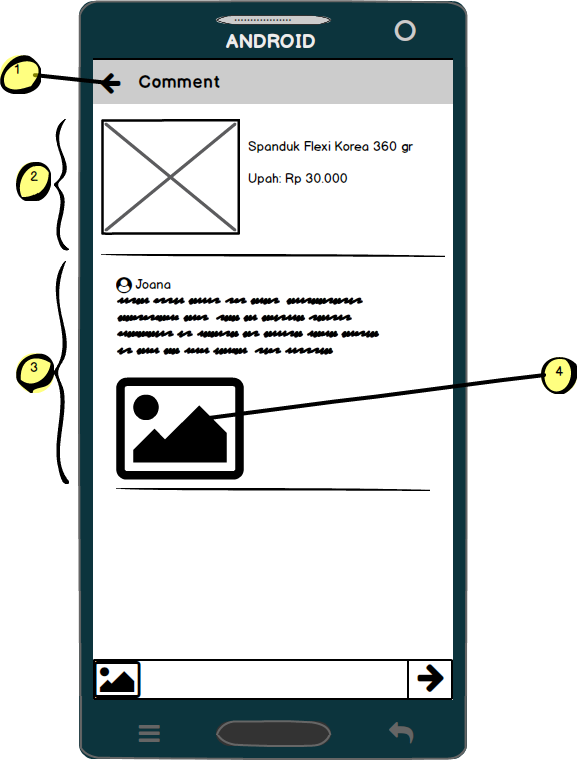 ANDROID
1
Comment
2
Spanduk Flexi Korea 360 gr
Upah: Rp 30.000
Joana
3
4